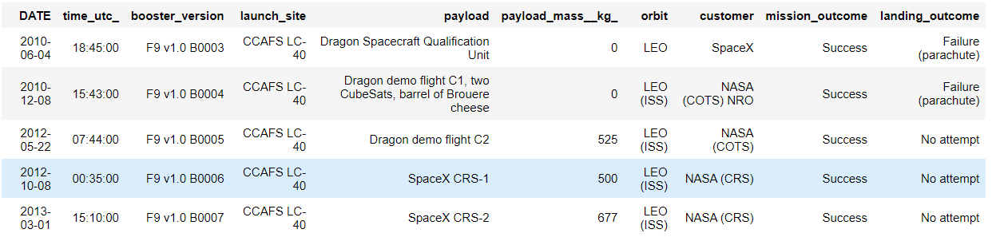 DATE time_utc_ booster_version launch_site payload payload_mass__kg_ orbit customer mission_outcome landing_outcome
2010-06-04 18:45:00 F9 v1.0 B0003 CCAFS LC-40 Dragon Spacecraft Qualification Unit 0 LEO SpaceX Success Failure (parachute)
2010-12-08 15:43:00 F9 v1.0 B0004 CCAFS LC-40 Dragon demo flight C1, two CubeSats, barrel of Brouere cheese 0 LEO (ISS) NASA (COTS) NRO Success Failure (parachute)
2012-05-22 07:44:00 F9 v1.0 B0005 CCAFS LC-40 Dragon demo flight C2 525 LEO (ISS) NASA (COTS) Success No attempt
2012-10-08 00:35:00 F9 v1.0 B0006 CCAFS LC-40 SpaceX CRS-1 500 LEO (ISS) NASA (CRS) Success No attempt
2013-03-01 15:10:00 F9 v1.0 B0007 CCAFS LC-40 SpaceX CRS-2 677 LEO (ISS) NASA (CRS) Success No attempt